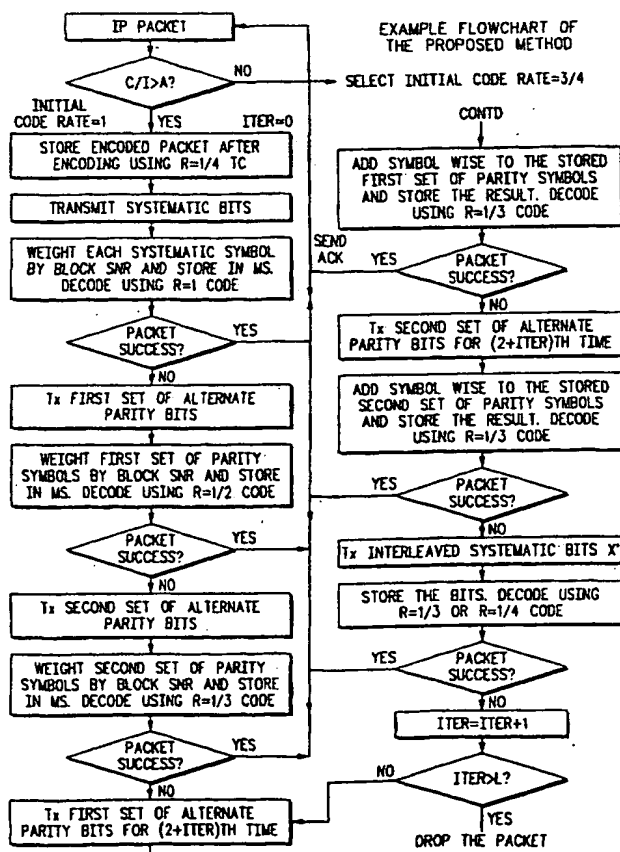 IP PACKET
EXAMPLE FLOWCHART OF
THE PROPOSED METHOD
C/I>A?
NO
SELECT INITIAL CODE RATE=3/4
INITIAL
CODE RATE=1
YES
ITER=0
STORE ENCODED PACKET AFTER
ENCODING USING R=1/4 TC
TRANSMIT SYSTEMATIC BITS
WEIGHT EACH SYSTEMATIC SYMBOL
BY BLOCK SNR AND STORE IN MS.
DECODE USING R=1 CODE
PACKET
SUCCESS?
YES
NO
Tx FIRST SET OF ALTERNATE
PARITY BITS
WEIGHT FIRST SET OF PARITY
SYMBOLS BY BLOCK SNR AND STORE
IN MS. DECODE USING R=1/2 CODE
PACKET
SUCCESS?
YES
NO
Tx SECOND SET OF ALTERNATE
PARITY BITS
WEIGHT SECOND SET OF PARITY
SYMBOLS BY BLOCK SNR AND STORE
IN MS. DECODE USING R=1/3 CODE
PACKET
SUCCESS?
YES
NO
Tx FIRST SET OF ALTERNATE
PARITY BITS FOR (2+ITER)TH TIME
CONTD
ADD SYMBOL WISE TO THE STORED
FIRST SET OF PARITY SYMBOLS
AND STORE THE RESULT. DECODE
USING R=1/3 CODE
SEND
ACK
YES
PACKET
SUCCESS?
NO
Tx SECOND SET OF ALTERNATE
PARITY BITS FOR (2+ITER)TH TIME
ADD SYMBOL WISE TO THE STORED
SECOND SET OF PARITY SYMBOLS
AND STORE THE RESULT. DECODE
USING R=1/3 CODE
YES
PACKET
SUCCESS?
NO
Tx INTERLEAVED SYSTEMATIC BITS X'
STORE THE BITS. DECODE USING
R=1/3 OR R=1/4 CODE
YES
PACKET
SUCCESS?
NO
ITER=ITER+1
NO
ITER>L?
YES
DROP THE PACKET